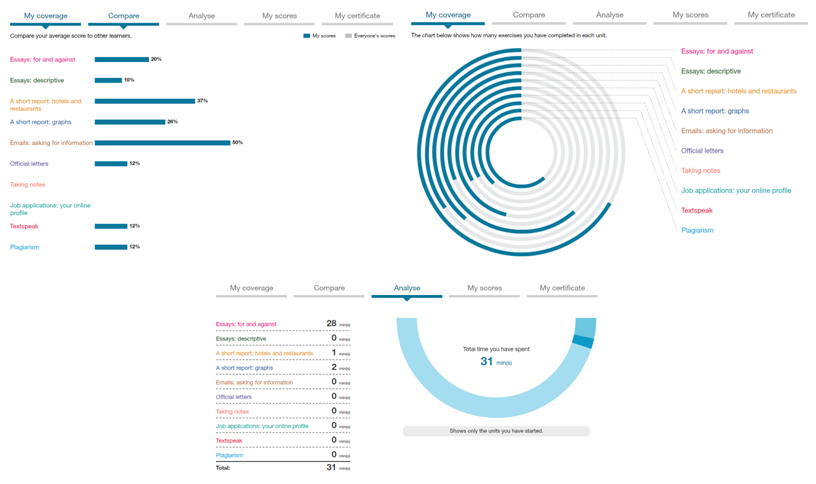 My coverage Compare Analyse My scores My certificate
Compare your average score to other learners.
My scores Everyone's scores
Essays: for and against 20%
Essays: descriptive 10%
A short report: hotels and
restaurants
37%
A short report: graphs 26%
Emails: asking for information 50%
Official letters 12%
Taking notes
Job applications: your online
profile
Textspeak 12%
Plagiarism 12%
My coverage Compare Analyse My scores My certificate
The chart below shows how many exercises you have completed in each unit.
Essays: for and against
Essays: descriptive
A short report: hotels and restaurants
A short report: graphs
Emails: asking for information
Official letters
Taking notes
Job applications: your online profile
Textspeak
Plagiarism
My coverage Compare Analyse My scores My certificate
Essays: for and against 28 min(s)
Essays: descriptive 0 min(s)
A short report: hotels and restaurants 1 min(s)
A short report: graphs 2 min(s)
Emails: asking for information 0 min(s)
Official letters 0 min(s)
Taking notes 0 min(s)
Job applications: your online profile 0 min(s)
Textspeak 0 min(s)
Plagiarism 0 min(s)
Total: 31 min(s)
Total time you have spent
31 min(s)
Shows only the units you have started.